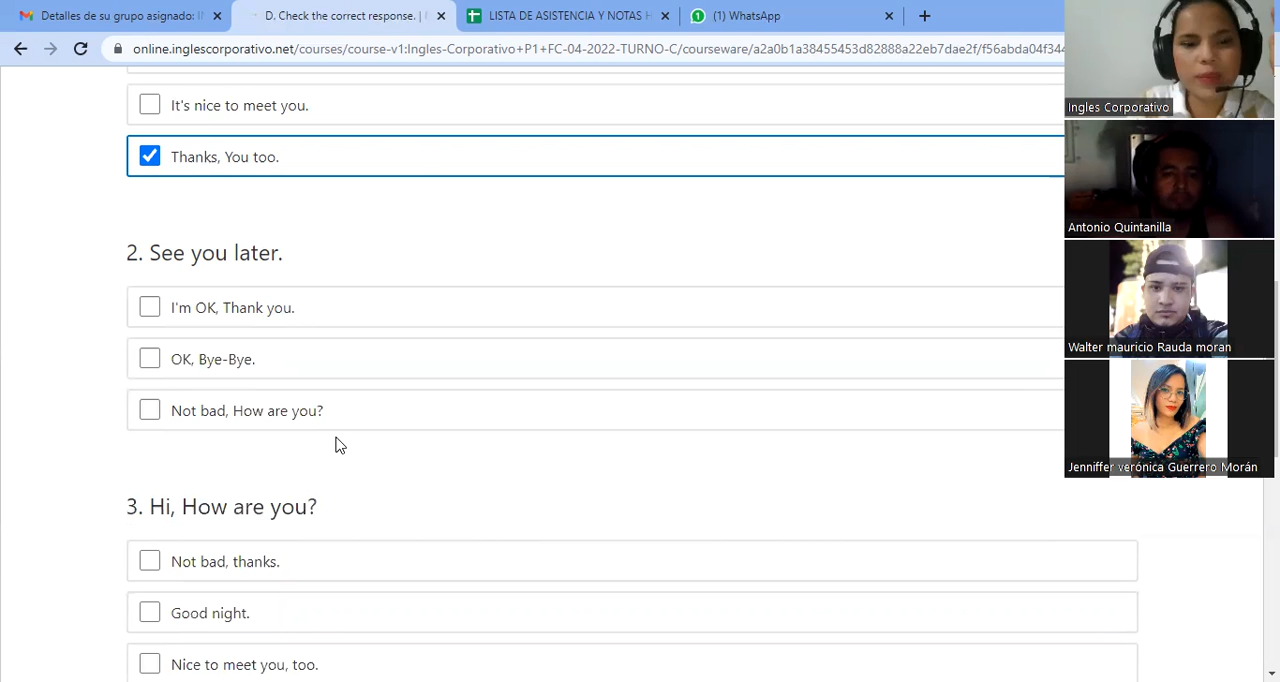 Detalles de su grupo asignado: I
D, Check the correct response. |
LISTA DE ASISTENCIA Y NOTAS H
(1) WhatsApp
online.inglescorporativo.net/courses/course-v1:Ingles-Corporativo+P1+FC-04-2022-TURNO-C/courseware/a2a0b1a38455453d82888a22eb7dae2f/f56abda04f344
It's nice to meet you.
Thanks, You too.
2. See you later.
I'm OK, Thank you.
OK. Bye-Bye.
Not bad, How are you?
3. Hi, How are you?
Not bad, thanks.
Good night.
Nice to meet you, too.
Ingles Corporativo
Antonio Quintanilla
Walter mauricio Rauda moran
Jenniffer verónica Guerrero Morán